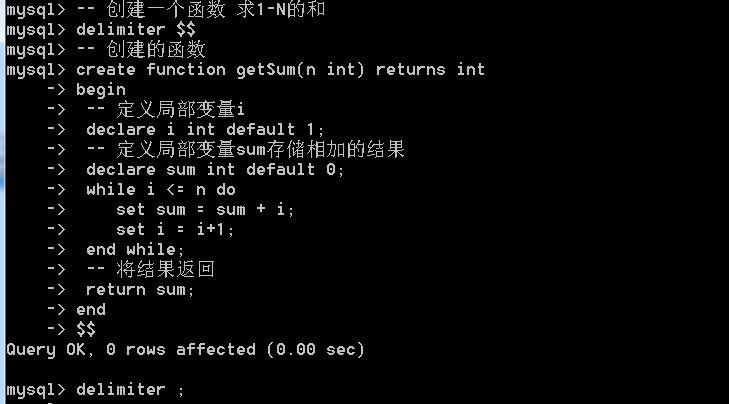 mysql> -- 创建一个函数 求1-N的和
mysql> delimiter $$
mysql> -- 创建的函数
mysql> create function getSum(n int) returns int
    -> begin
    ->  -- 定义局部变量i
    ->  declare i int default 1;
    ->  -- 定义局部变量sum存储相加的结果
    ->  declare sum int default 0;
    ->  while i <= n do
    ->     set sum = sum + i;
    ->     set i = i+1;
    ->  end while;
    ->  -- 将结果返回
    ->  return sum;
    -> end
    -> $$
Query OK, 0 rows affected (0.00 sec)
mysql> delimiter ;